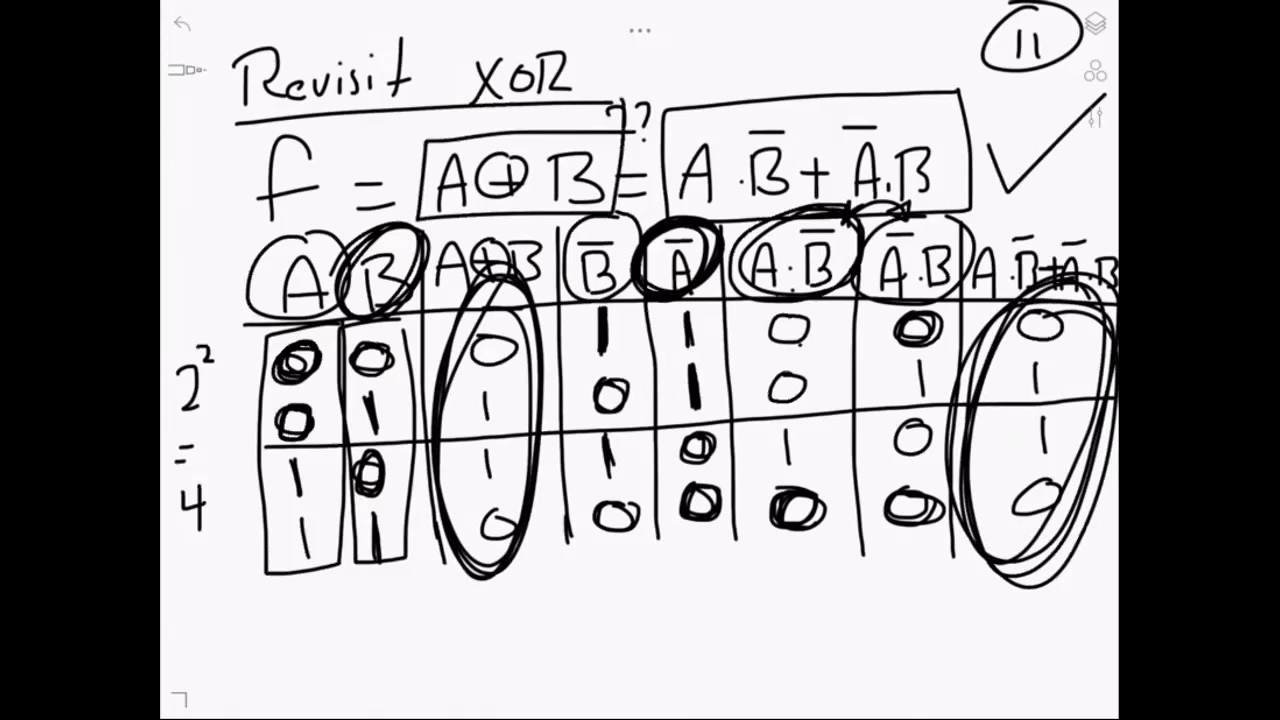 11
Revisit XOR
??
f = A ⊕ B = A · B̅ + A̅ . B
A B A⊕B B̅ A̅ A · B̅ A̅ · B A · B̅ + A̅ · B
2² = 4
0 0 0 1 1 0 0 0
0 1 1 0 1 0 1 1
1 0 1 1 0 1 0 1
1 1 0 0 0 0 0 0